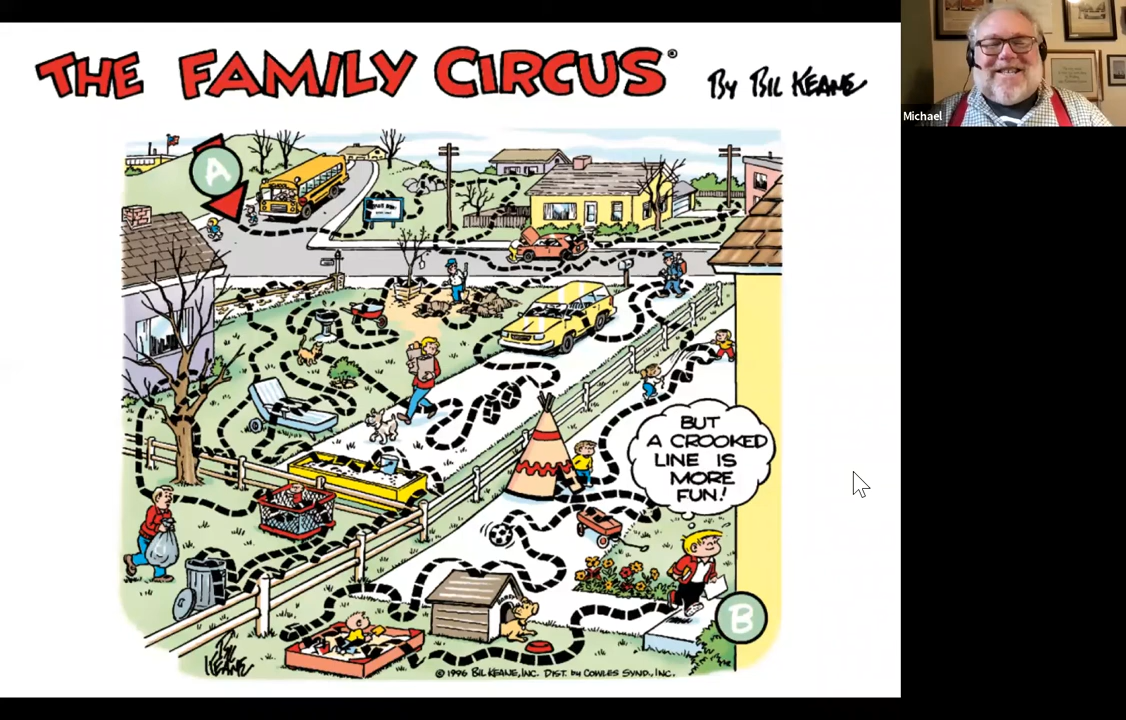 THE FAMILY CIRCUS®
By BIL KEANE
Michael
A
SCHOOL
BUT
A CROOKED
LINE IS
MORE
FUN!
B
BIL
KEANE
© 1996 BIL KEANE, INC. DIST. by COWLES SYND., INC.